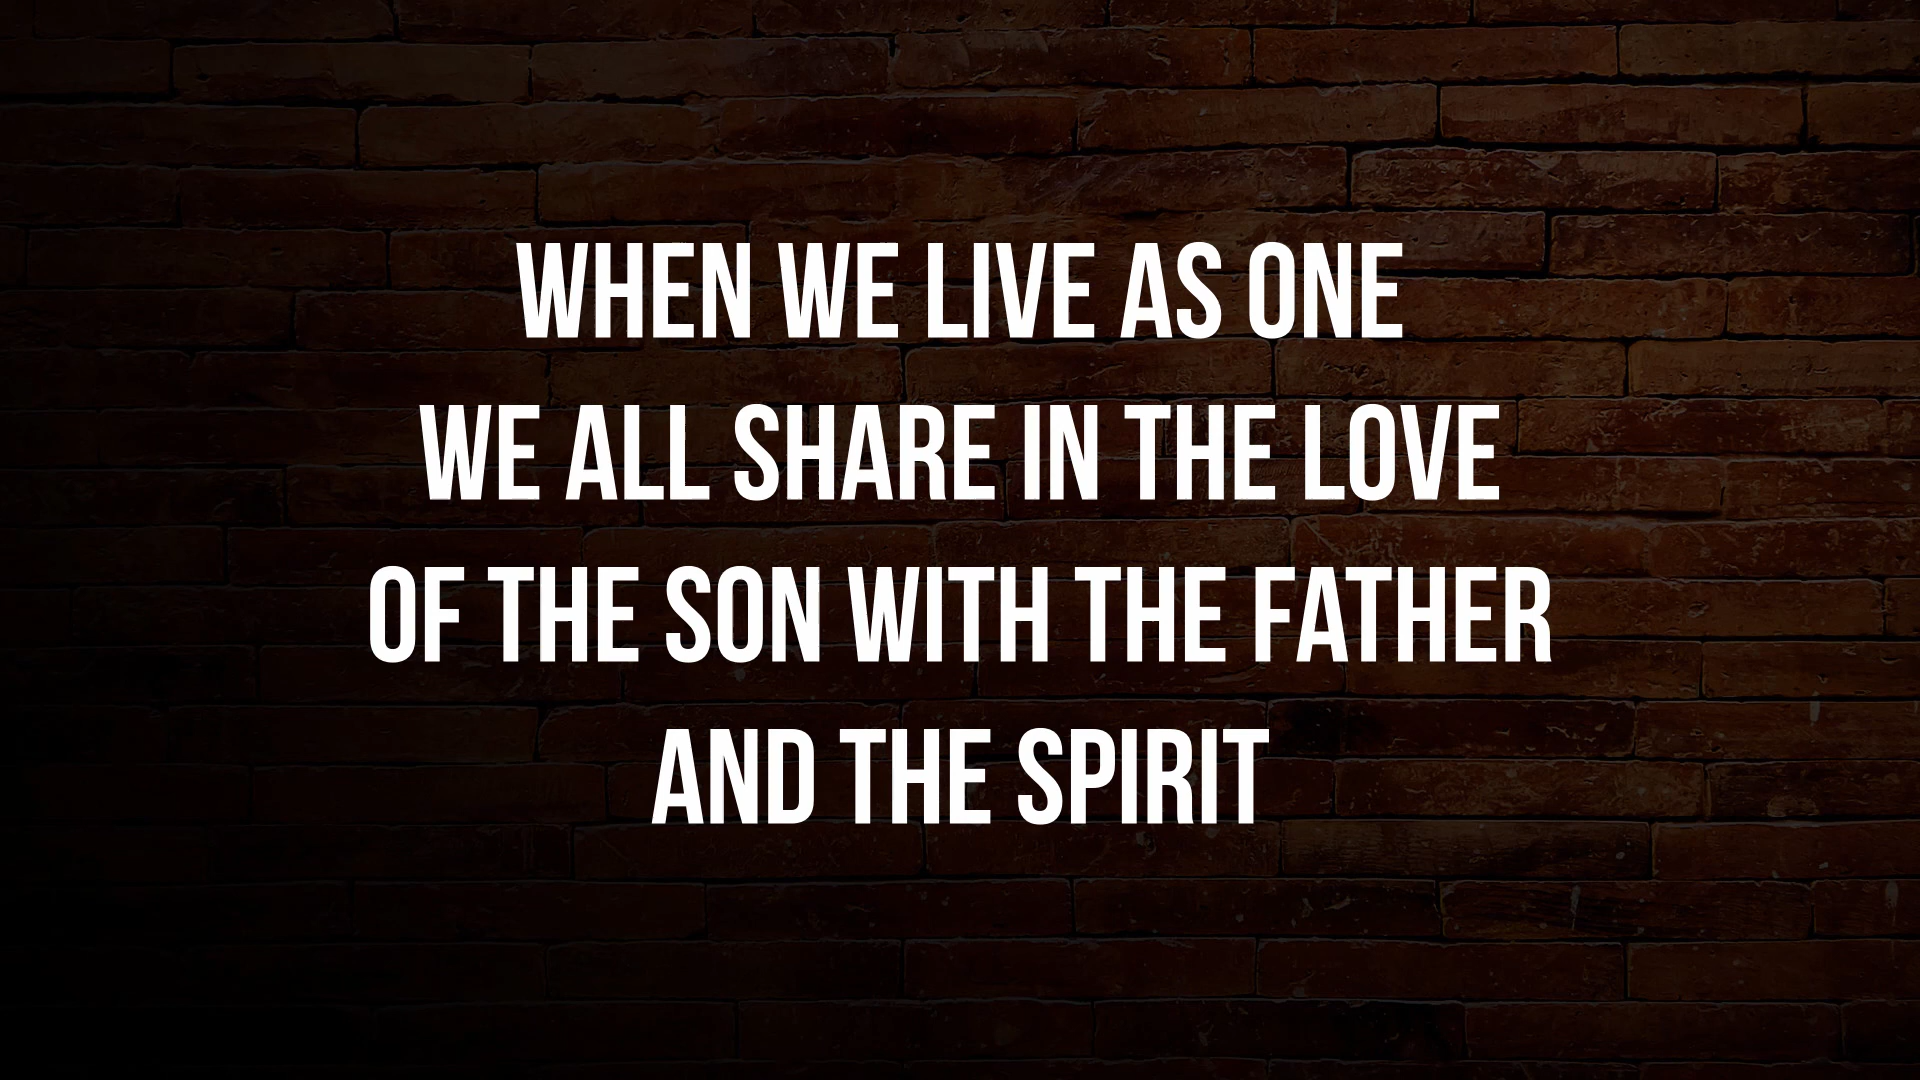 WHEN WE LIVE AS ONE
WE ALL SHARE IN THE LOVE
OF THE SON WITH THE FATHER
AND THE SPIRIT